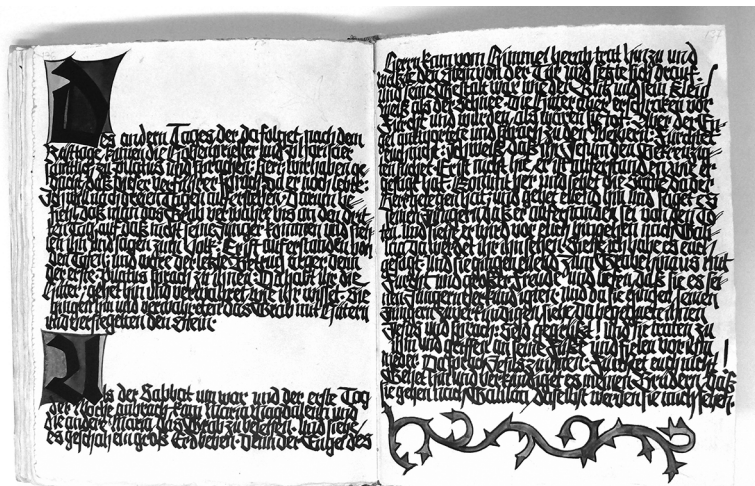 D
es andern Tages der da folget nach dem
Rüsttage kamen die Hohenpriester und Pharisäer
sämtlich zu Pilatus und sprachen: Herr wir haben ge-
dacht, daß dieser Verführer sprach da er noch lebte:
Ich will nach dreien Tagen auferstehen. Darum be-
fiehl, daß man das Grab verwahre bis an den drit-
ten Tag auf daß nicht seine Jünger kommen und steh-
len ihn und sagen zum Volk: Er ist auferstanden von
den Toten; und werde der letzte Betrug ärger denn
der erste. Pilatus sprach zu ihnen: Da habt ihr die
Hüter; gehet hin und verwahret wie ihr wisset. Sie
gingen hin und verwahreten das Grab mit Hütern
und versiegelten den Stein.
A
ls der Sabbat um war und der erste Tag
der Woche anbrach kam Maria Magdalena und
die andere Maria das Grab zu besehen. Und siehe,
es geschah ein groß Erdbeben. Denn der Engel des
Herrn kam vom Himmel herab trat hinzu und
wälzte den Stein von der Tür und setzte sich drauf.
und seine Gestalt war wie der Blitz und sein Kleid
weiß als der Schnee. Die Hüter aber erschraken vor
Furcht und wurden als wären sie tot. Aber der En-
gel antwortete und sprach zu den Weibern: Fürchtet
euch nicht! Ich weiß, daß ihr Jesum den Gekreuzig-
ten suchet. Er ist nicht hie, er ist auferstanden wie er
gesagt hat. Kommt her und sehet die Stätte da der
Herr gelegen hat; und gehet eilend hin und saget es
seinen Jüngern daß er auferstanden sei von den To-
ten. Und siehe er wird vor euch hingehen nach Gali-
läa da werdet ihr ihn sehen. Siehe ich habe es euch
gesagt. Und sie gingen eilend zum Grabe hinaus mit
Furcht und großer Freude und liefen daß sie es sei-
nen Jüngern verkündigten. Und da sie gingen seinen
Jüngern zu verkündigen siehe da begegnete ihnen
Jesus und sprach: Seid gegrüßt! Und sie traten zu
ihm und griffen an seine Füße und fielen vor ihm
nieder. Da sprach Jesus zu ihnen: Fürchtet euch nicht!
Gehet hin und verkündiget es meinen Brüdern, daß
sie gehen nach Galiläa. Daselbst werden sie mich sehen.